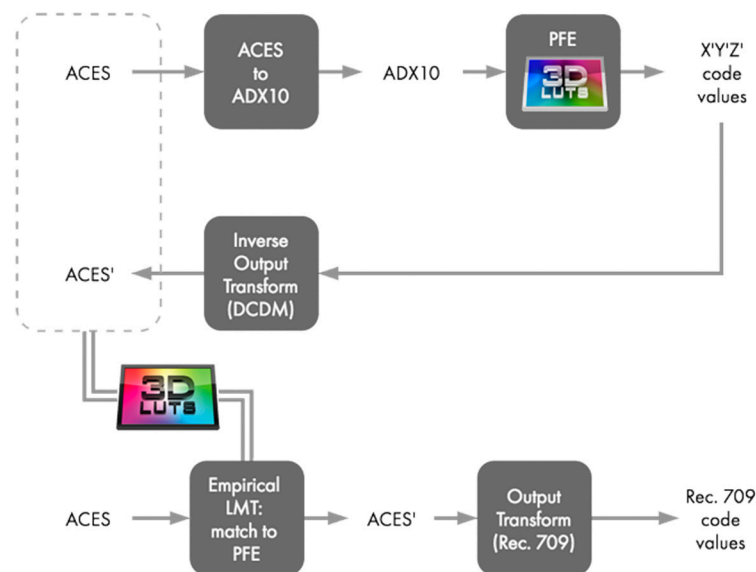 ACES
ACES
to
ADX10
ADX10
PFE
3D
LUTS
X'Y'Z'
code
values
ACES'
Inverse
Output
Transform
(DCDM)
3D
LUTS
ACES
Empirical
LMT:
match to
PFE
ACES'
Output
Transform
(Rec. 709)
Rec. 709
code
values